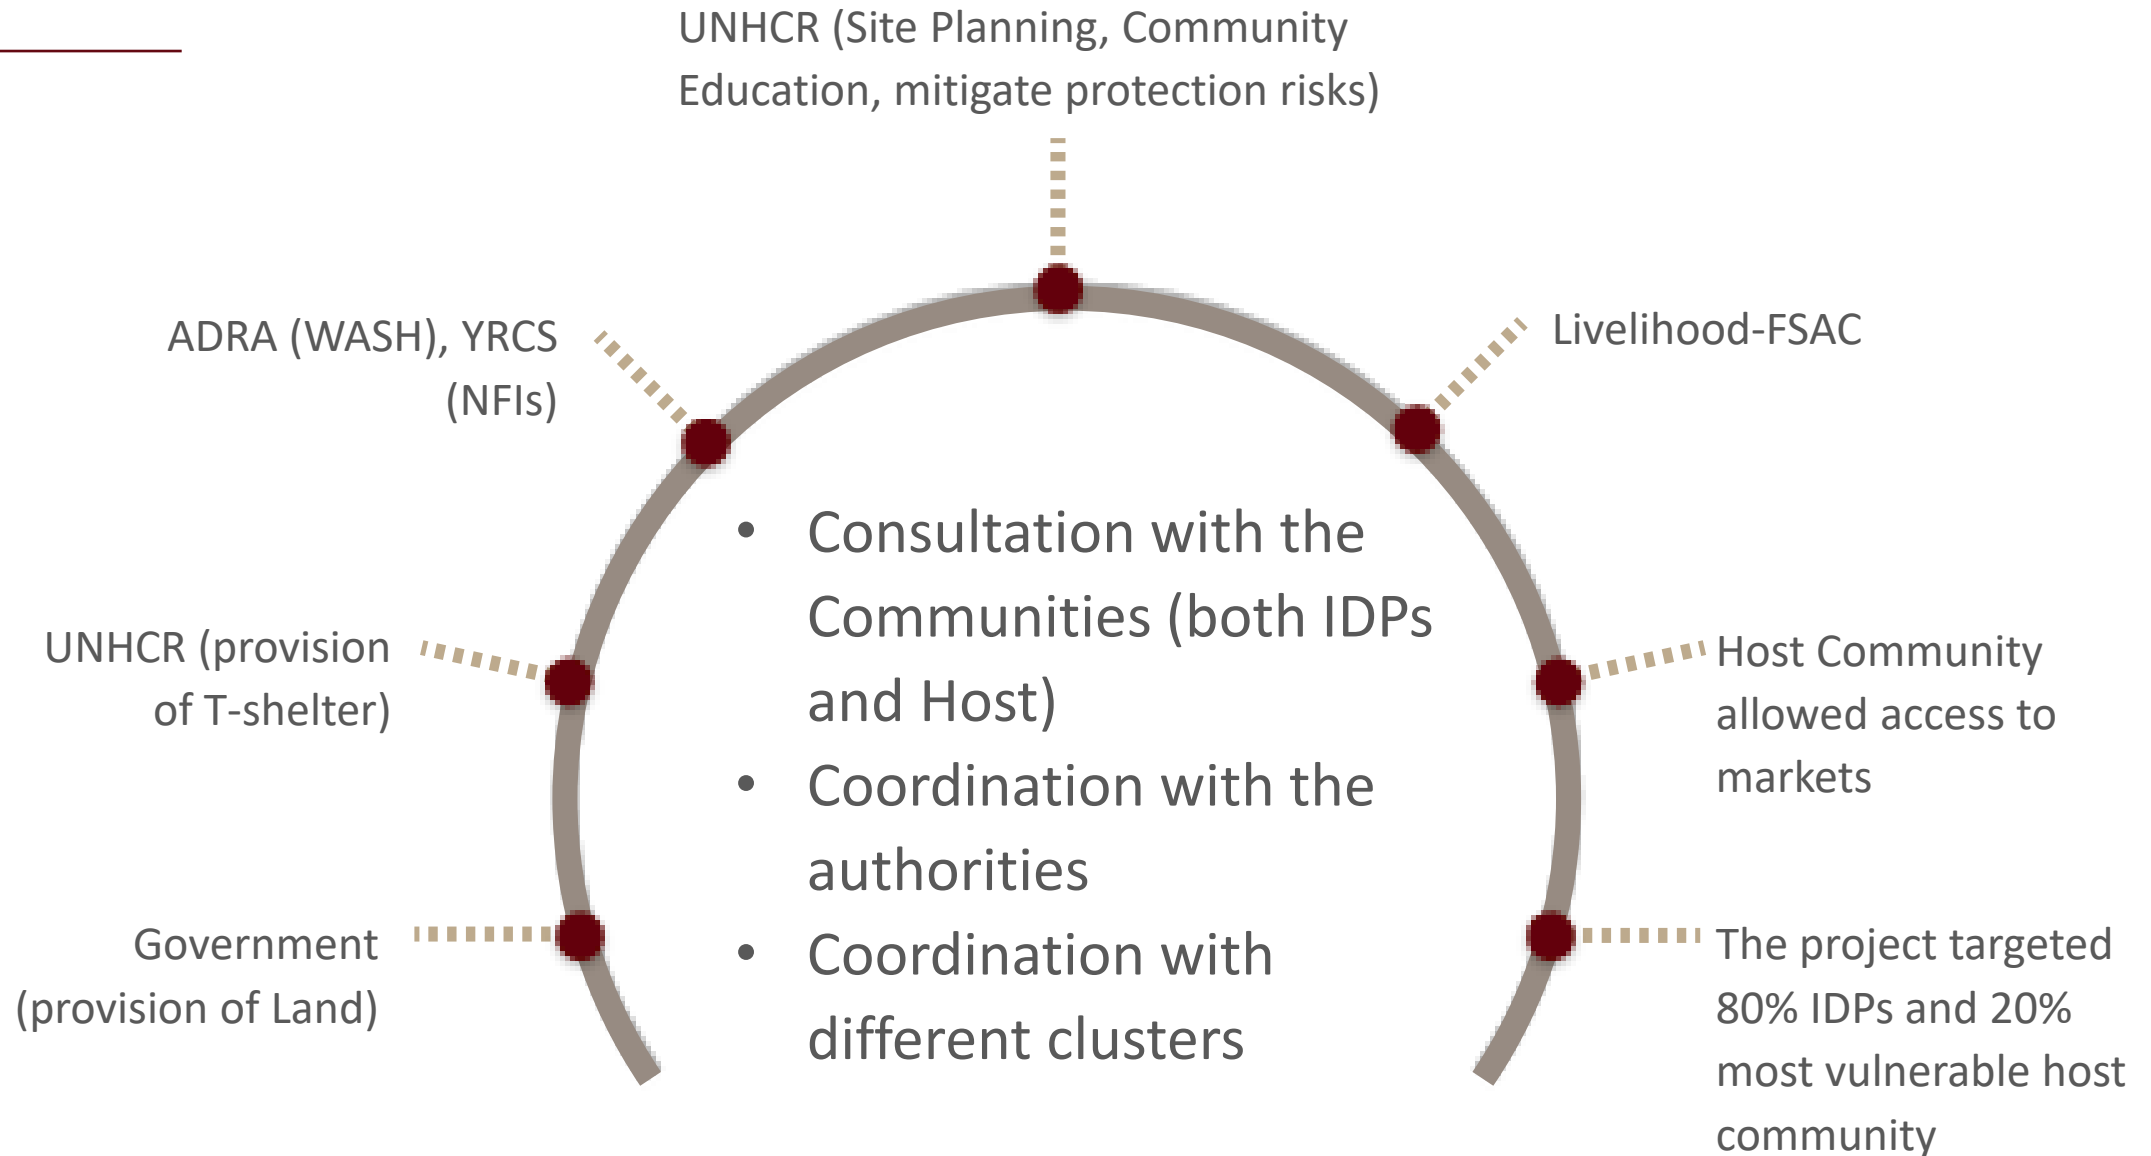 UNHCR (Site Planning, Community
Education, mitigate protection risks)
ADRA (WASH), YRCS
(NFIs)
Livelihood-FSAC
UNHCR (provision
of T-shelter)
Host Community
allowed access to
markets
Government
(provision of Land)
The project targeted
80% IDPs and 20%
most vulnerable host
community
• Consultation with the
Communities (both IDPs
and Host)
• Coordination with the
authorities
• Coordination with
different clusters